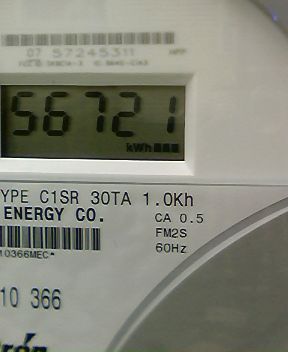 07 57245311
56721
kWh
YPE C1SR 30TA 1.0Kh
ENERGY CO.
CA 0.5
FM2S
60Hz
10366MEC*
10 366
rón